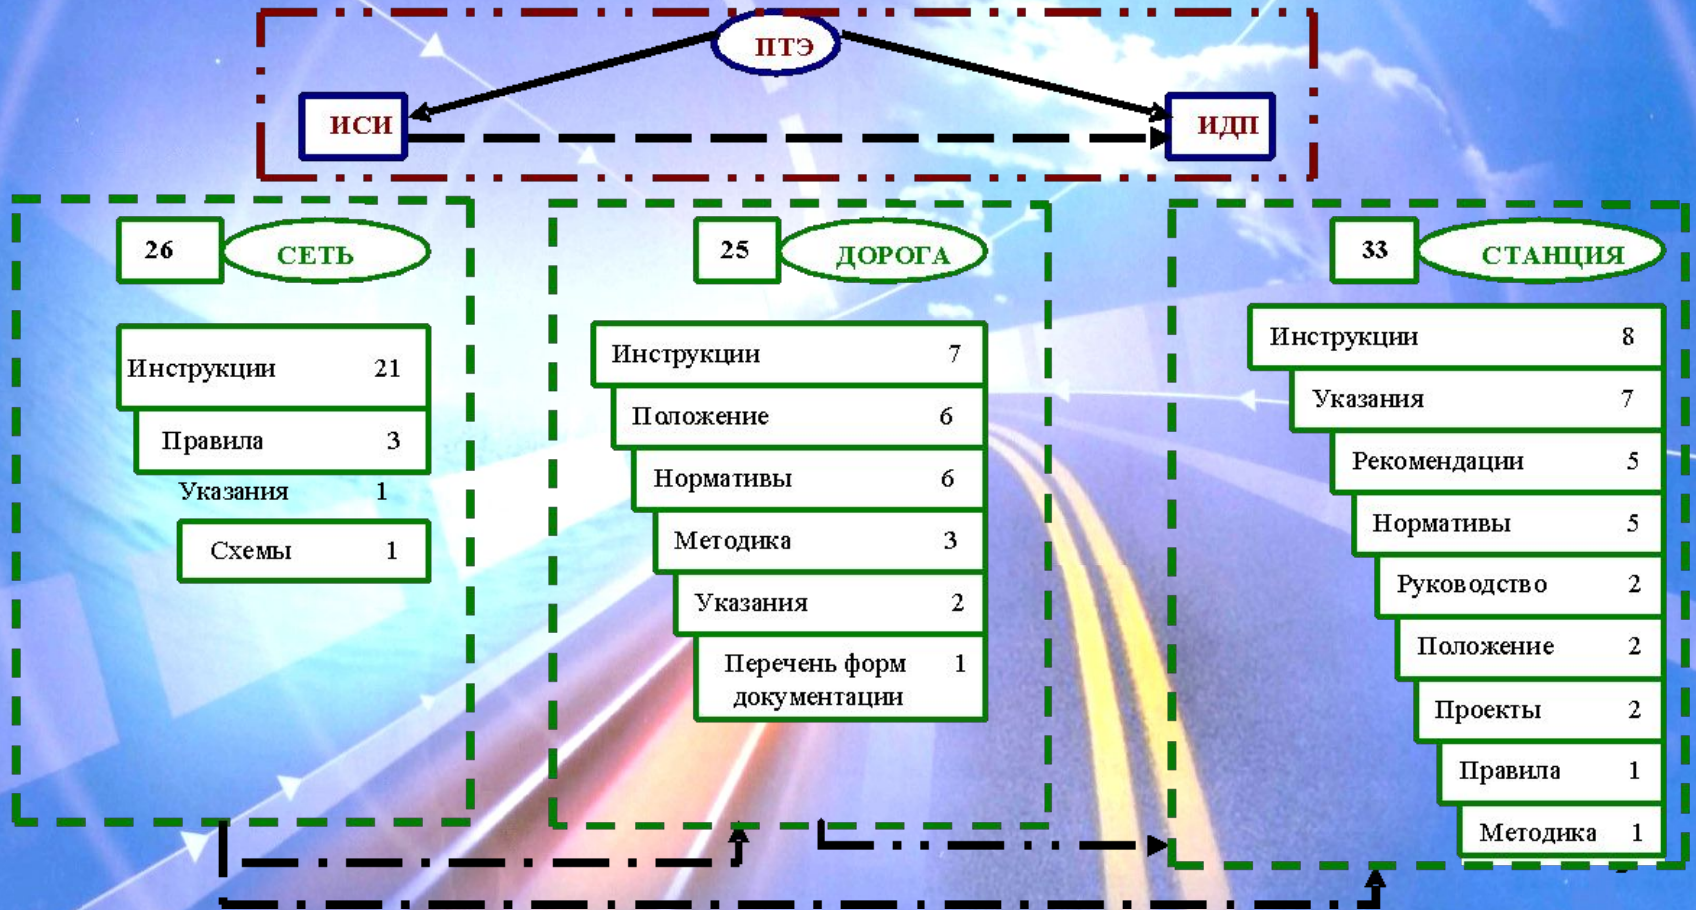 ПТЭ
ИСИ
ИДП
26 СЕТЬ
Инструкции 21
Правила 3
Указания 1
Схемы 1
25 ДОРОГА
Инструкции 7
Положение 6
Нормативы 6
Методика 3
Указания 2
Перечень форм 1
документации
33 СТАНЦИЯ
Инструкции 8
Указания 7
Рекомендации 5
Нормативы 5
Руководство 2
Положение 2
Проекты 2
Правила 1
Методика 1